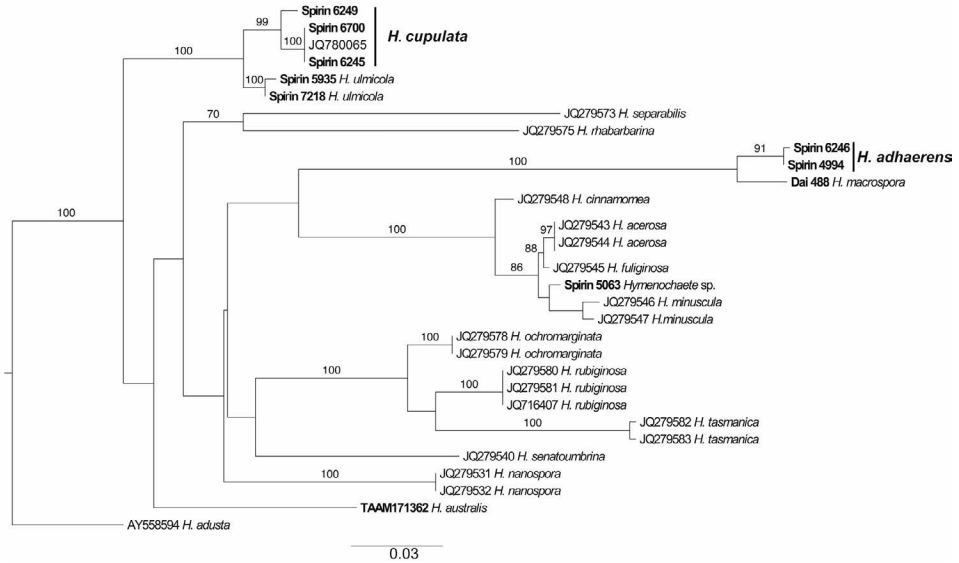 Spirin 6249
99
Spirin 6700
100 JQ780065
H. cupulata
Spirin 6245
100
100 Spirin 5935 H. ulmicola
Spirin 7218 H. ulmicola
70
JQ279573 H. separabilis
JQ279575 H. rhabarbarina
91
Spirin 6246
H. adhaerens
Spirin 4994
100
Dai 488 H. macrospora
JQ279548 H. cinnamomea
100
97 JQ279543 H. acerosa
JQ279544 H. acerosa
88
86 JQ279545 H. fuliginosa
Spirin 5063 Hymenochaete sp.
JQ279546 H. minuscula
JQ279547 H.minuscula
100
JQ279578 H. ochromarginata
JQ279579 H. ochromarginata
100
JQ279580 H. rubiginosa
100 JQ279581 H. rubiginosa
JQ716407 H. rubiginosa
100
JQ279582 H. tasmanica
JQ279583 H. tasmanica
JQ279540 H. senatoumbrina
100
JQ279531 H. nanospora
JQ279532 H. nanospora
TAAM171362 H. australis
100
AY558594 H. adusta
0.03